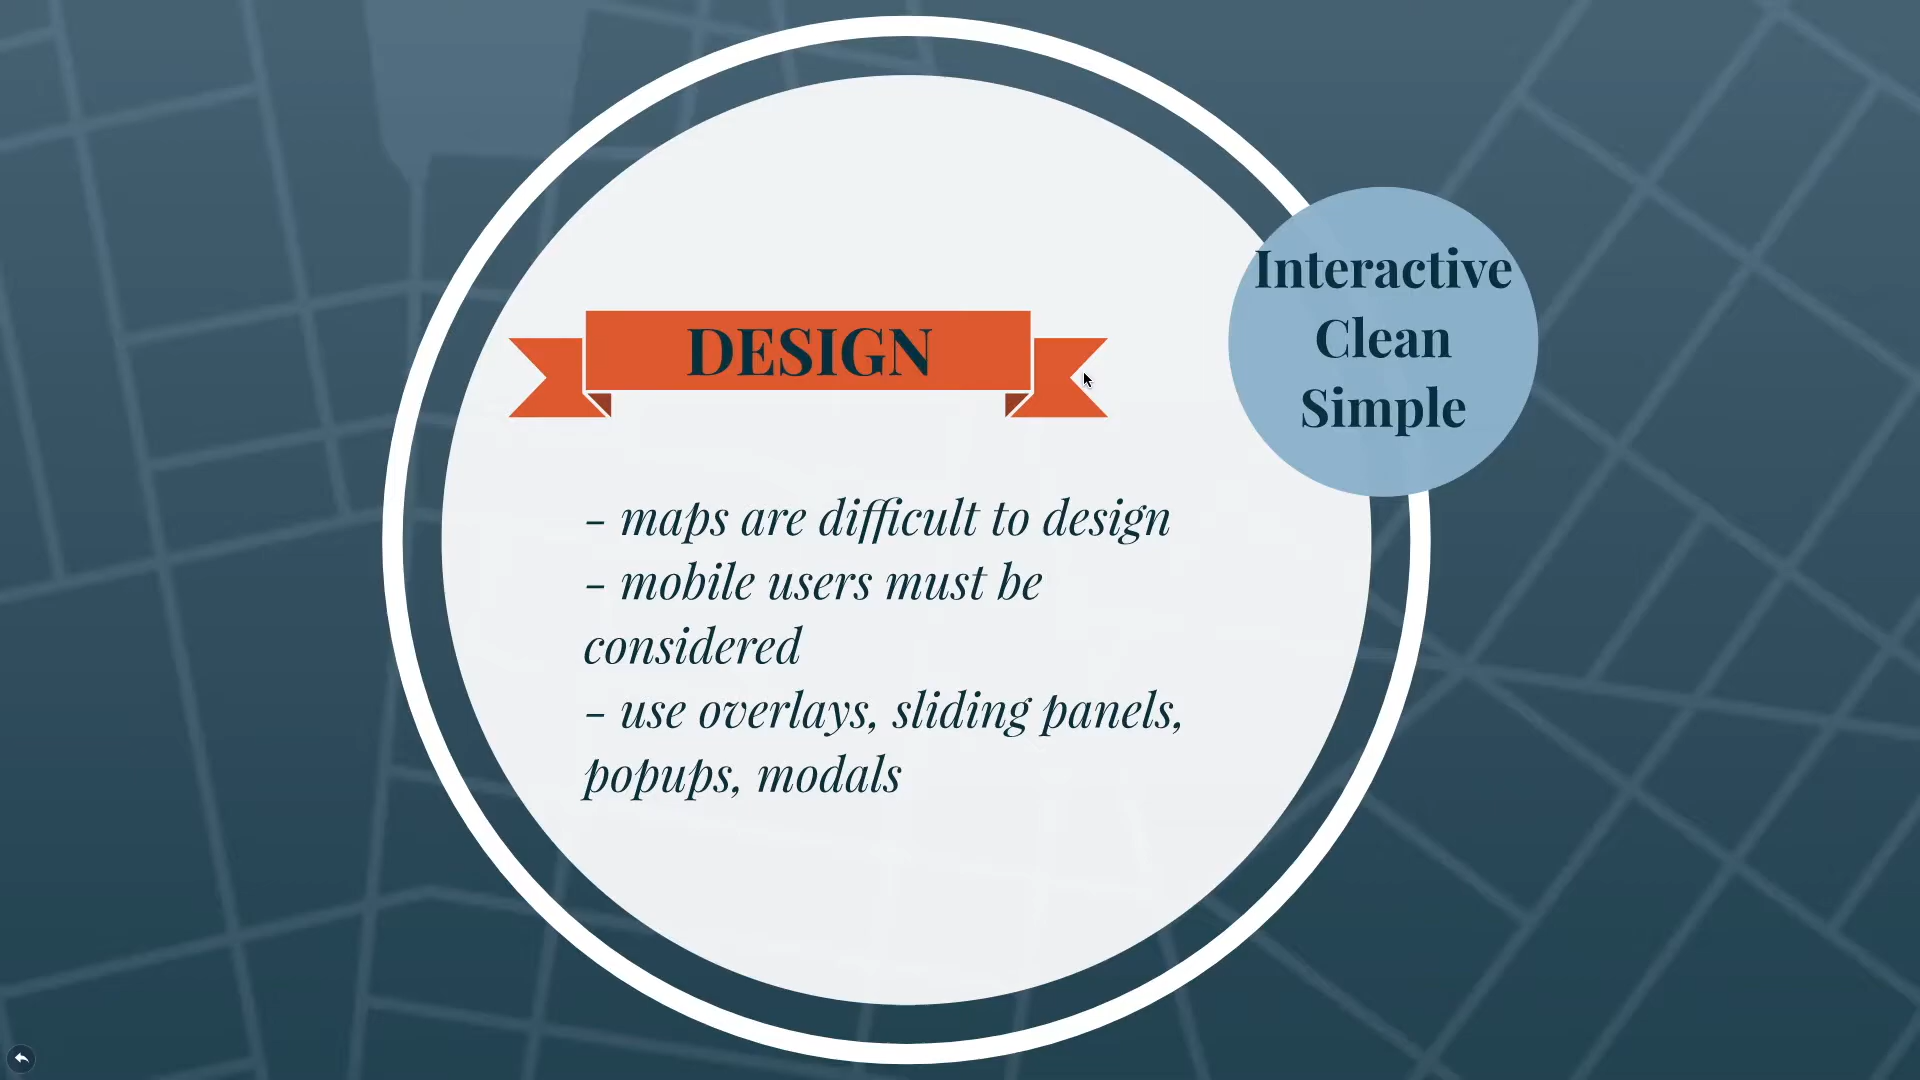 DESIGN
Interactive
Clean
Simple
- maps are difficult to design
- mobile users must be
considered
- use overlays, sliding panels,
popups, modals